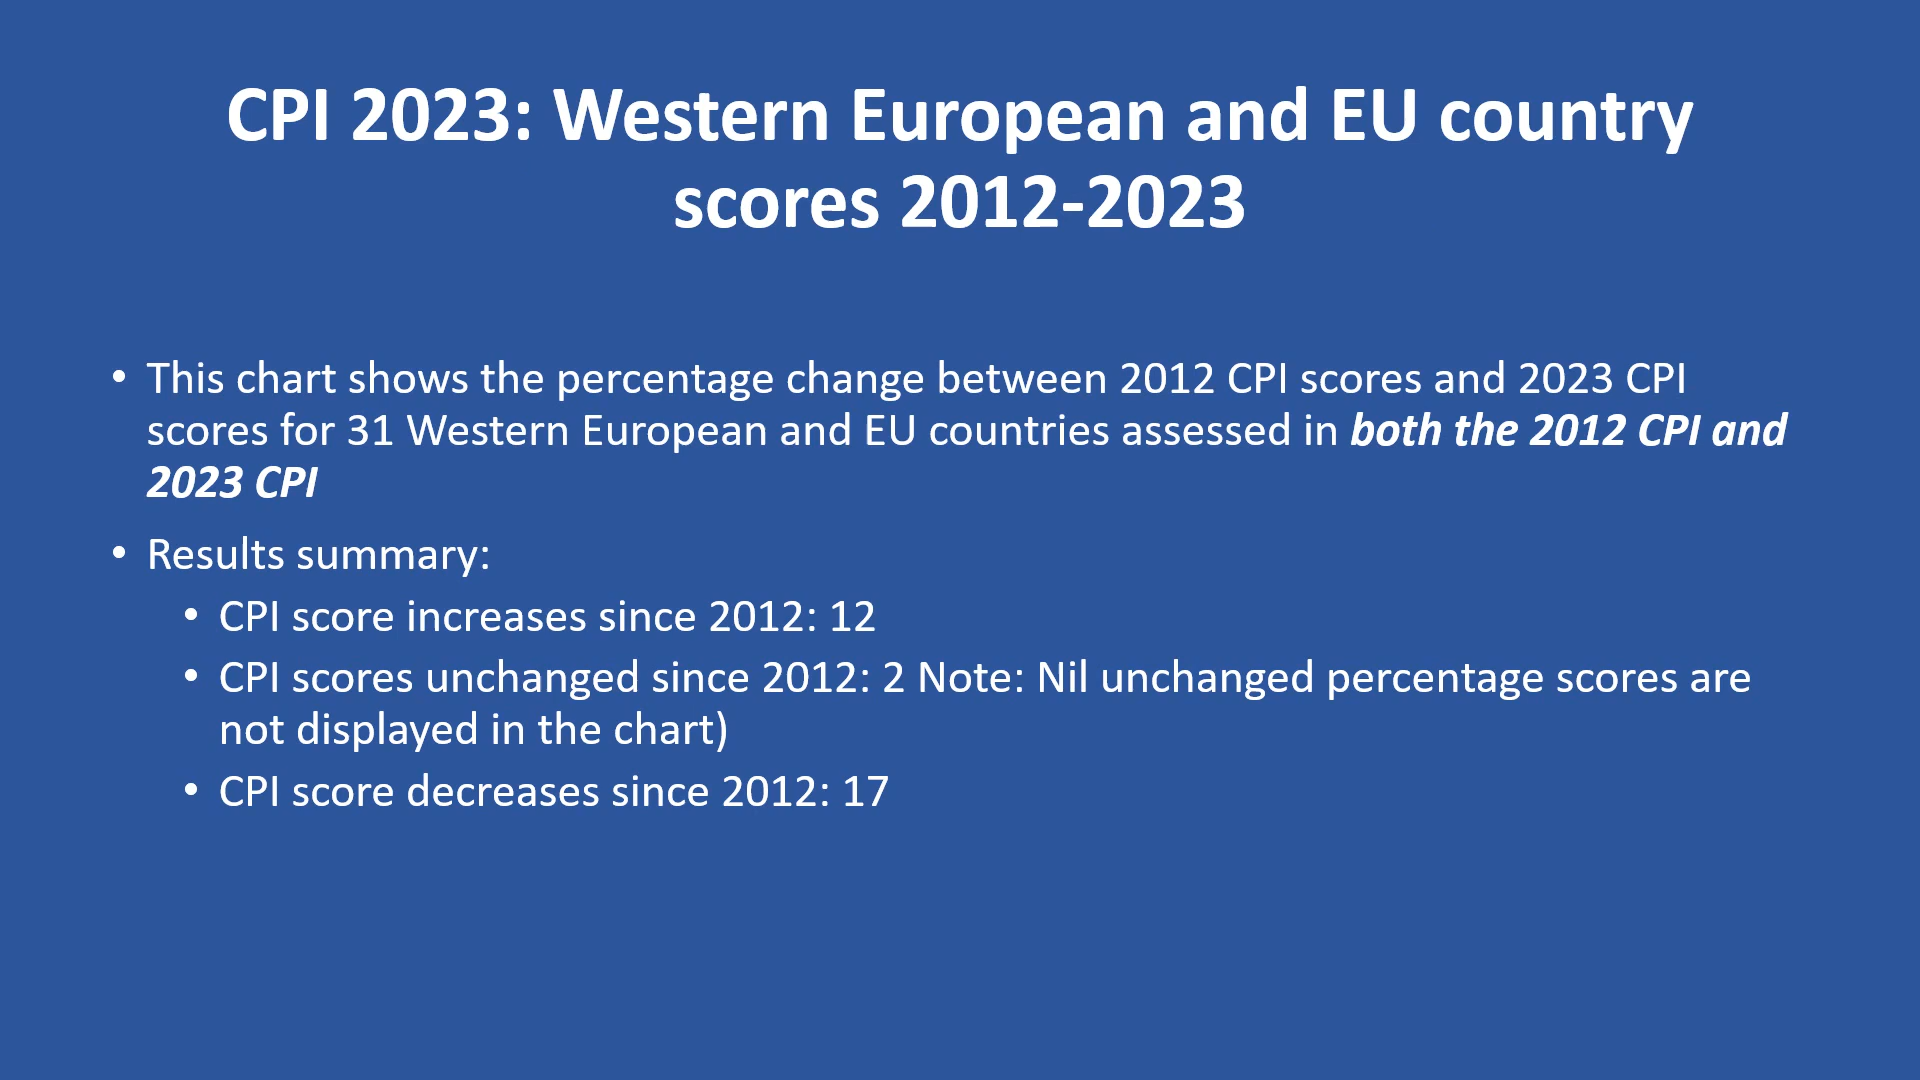 CPI 2023: Western European and EU country
scores 2012-2023
• This chart shows the percentage change between 2012 CPI scores and 2023 CPI
scores for 31 Western European and EU countries assessed in both the 2012 CPI and
2023 CPI
• Results summary:
• CPI score increases since 2012: 12
• CPI scores unchanged since 2012: 2 Note: Nil unchanged percentage scores are
not displayed in the chart)
• CPI score decreases since 2012: 17